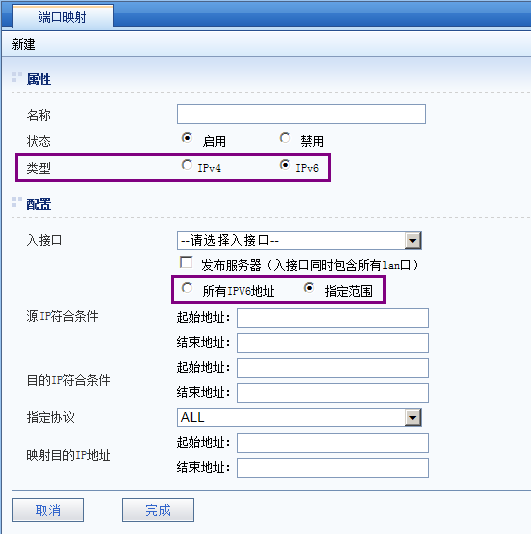 端口映射
新建
属性
名称
状态 启用 禁用
类型 IPv4 IPv6
配置
入接口 --请选择入接口--
发布服务器（入接口同时包含所有lan口）
所有IPV6地址 指定范围
源IP符合条件 起始地址：
结束地址：
目的IP符合条件 起始地址：
结束地址：
指定协议 ALL
映射目的IP地址 起始地址：
结束地址：
取消 完成